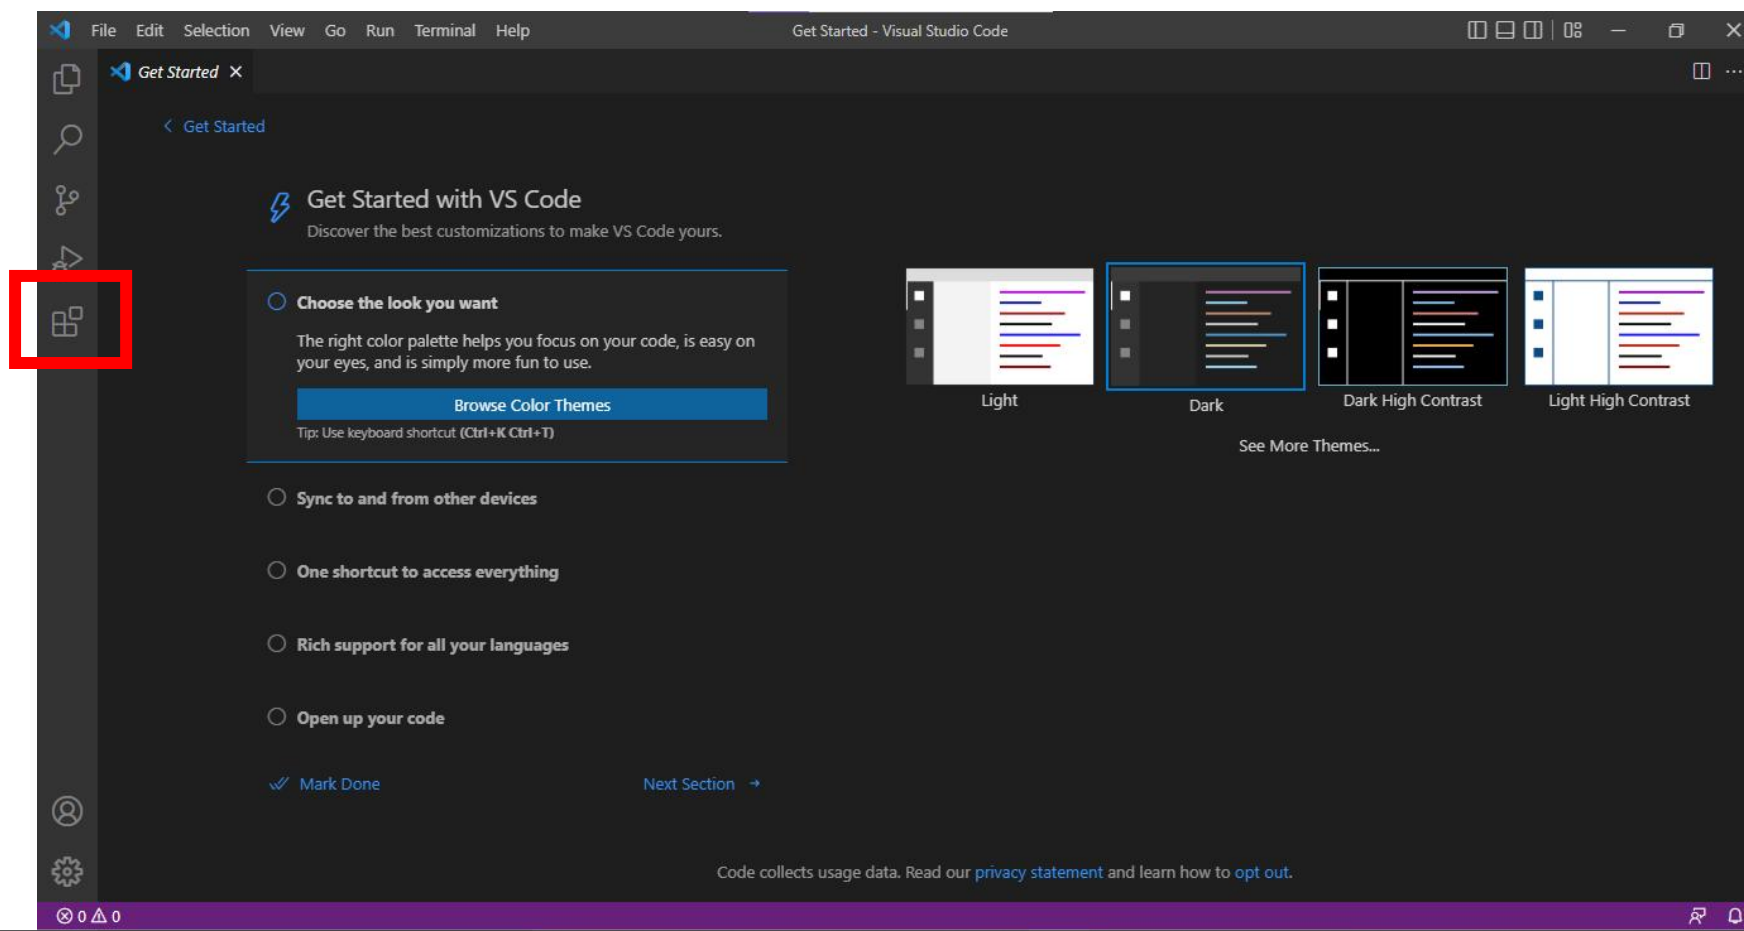 File Edit Selection View Go Run Terminal Help
Get Started - Visual Studio Code
Get Started
Get Started
Get Started with VS Code
Discover the best customizations to make VS Code yours.
Choose the look you want
The right color palette helps you focus on your code, is easy on
your eyes, and is simply more fun to use.
Browse Color Themes
Tip: Use keyboard shortcut (Ctrl+K Ctrl+T)
Light
Dark
Dark High Contrast
Light High Contrast
See More Themes...
Sync to and from other devices
One shortcut to access everything
Rich support for all your languages
Open up your code
Mark Done
Next Section
Code collects usage data. Read our privacy statement and learn how to opt out.
0 0